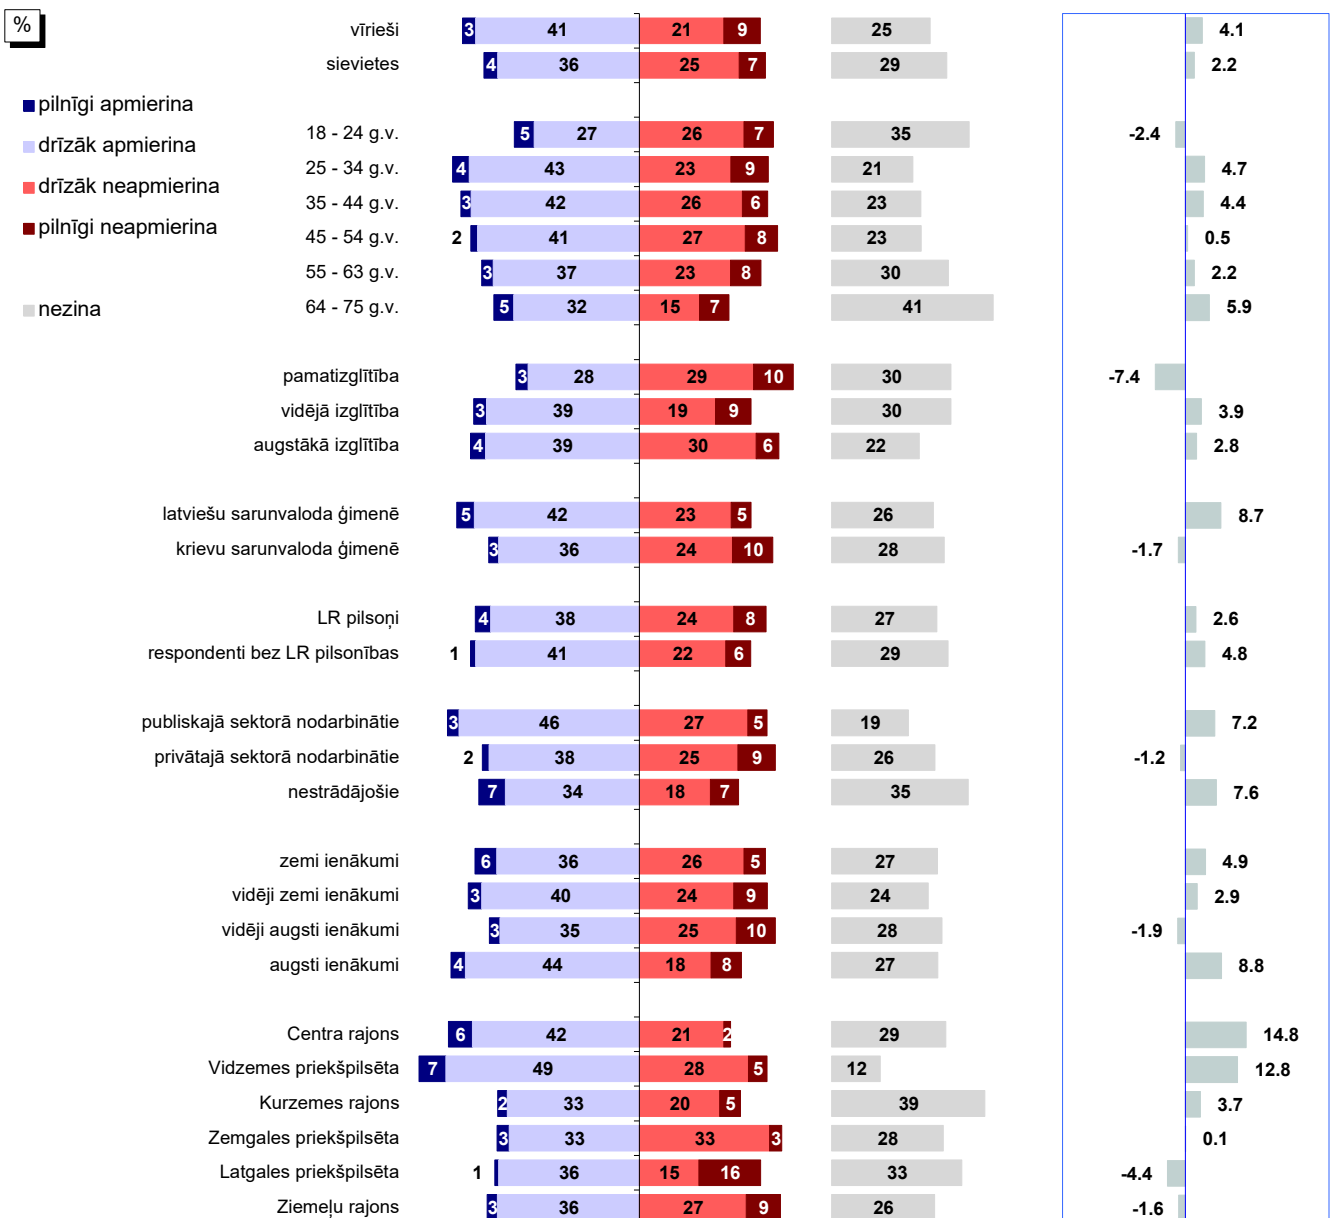 %
pilnīgi apmierina
drīzāk apmierina
drīzāk neapmierina
pilnīgi neapmierina
nezina
vīrieši 3 41 21 9 25 4.1
sievietes 4 36 25 7 29 2.2
18 - 24 g.v. 5 27 26 7 35 -2.4
25 - 34 g.v. 4 43 23 9 21 4.7
35 - 44 g.v. 3 42 26 6 23 4.4
45 - 54 g.v. 2 41 27 8 23 0.5
55 - 63 g.v. 3 37 23 8 30 2.2
64 - 75 g.v. 5 32 15 7 41 5.9
pamatizglītība 3 28 29 10 30 -7.4
vidējā izglītība 3 39 19 9 30 3.9
augstākā izglītība 4 39 30 6 22 2.8
latviešu sarunvaloda ģimenē 5 42 23 5 26 8.7
krievu sarunvaloda ģimenē 3 36 24 10 28 -1.7
LR pilsoņi 4 38 24 8 27 2.6
respondenti bez LR pilsonības 1 41 22 6 29 4.8
publiskajā sektorā nodarbinātie 3 46 27 5 19 7.2
privātajā sektorā nodarbinātie 2 38 25 9 26 -1.2
nestrādājošie 7 34 18 7 35 7.6
zemi ienākumi 6 36 26 5 27 4.9
vidēji zemi ienākumi 3 40 24 9 24 2.9
vidēji augsti ienākumi 3 35 25 10 28 -1.9
augsti ienākumi 4 44 18 8 27 8.8
Centra rajons 6 42 21 2 29 14.8
Vidzemes priekšpilsēta 7 49 28 5 12 12.8
Kurzemes rajons 2 33 20 5 39 3.7
Zemgales priekšpilsēta 3 33 33 3 28 0.1
Latgales priekšpilsēta 1 36 15 16 33 -4.4
Ziemeļu rajons 3 36 27 9 26 -1.6